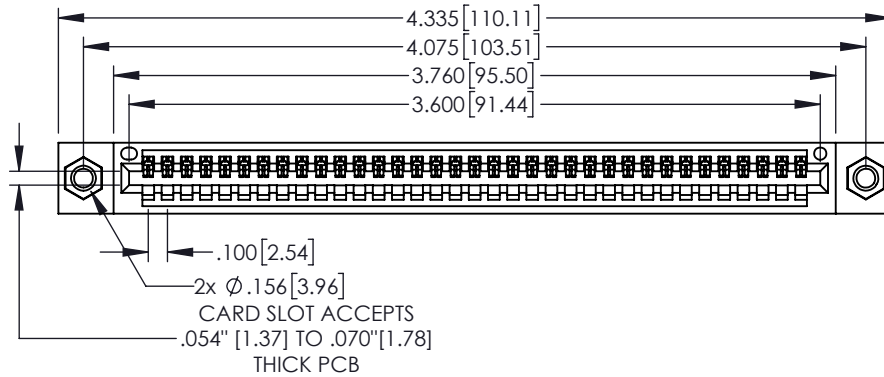 4.335[110.11]
4.075[103.51]
3.760[95.50]
3.600[91.44]
.100[2.54]
2x Ø.156[3.96]
CARD SLOT ACCEPTS
.054" [1.37] TO .070"[1.78]
THICK PCB